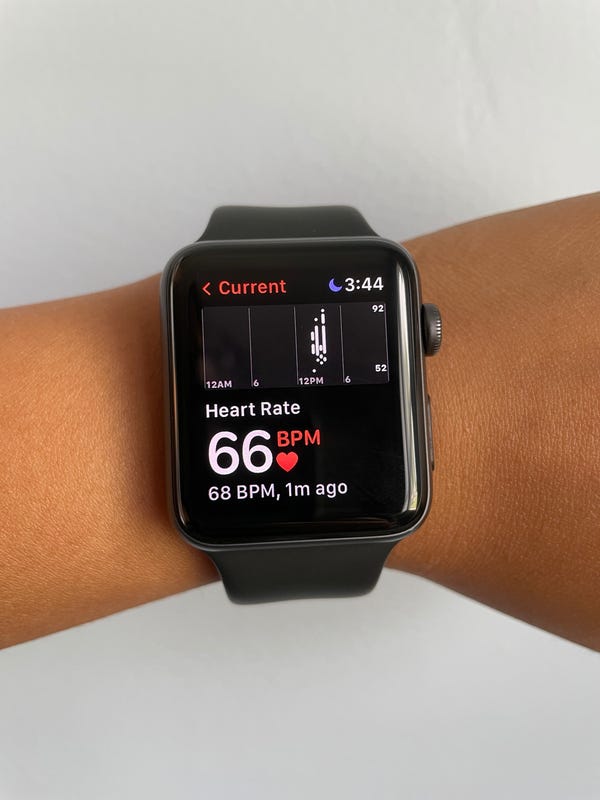 < Current 3:44
92
52
12AM 6 12PM 6
Heart Rate
66 BPM
68 BPM, 1m ago